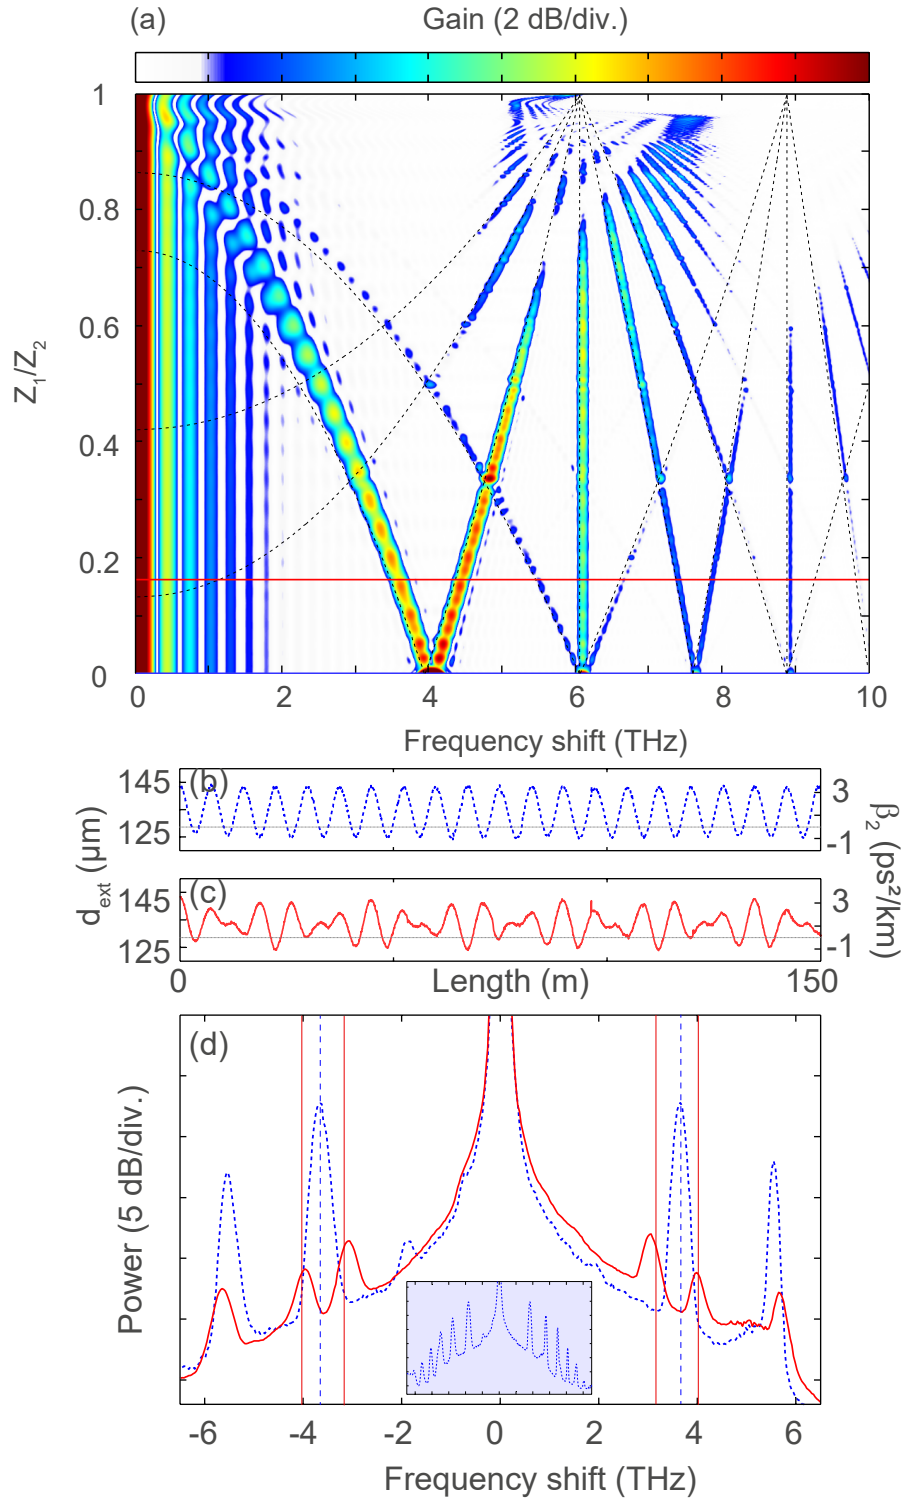 (a) Gain (2 dB/div.)
1
0.8
0.6
0.4
0.2
0
Z₁/Z₂
0 2 4 6 8 10
Frequency shift (THz)
(b)
145
125
3
-1
(c)
145
125
3
-1
d_ext (µm)
β₂ (ps²/km)
0 Length (m) 150
(d)
Power (5 dB/div.)
-6 -4 -2 0 2 4 6
Frequency shift (THz)